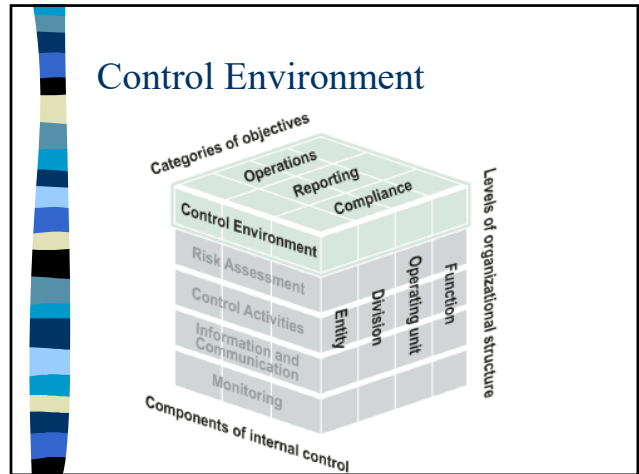 Control Environment
Categories of objectives
Operations
Reporting
Compliance
Control Environment
Risk Assessment
Control Activities
Information and
Communication
Monitoring
Components of internal control
Entity
Division
Operating unit
Function
Levels of organizational structure